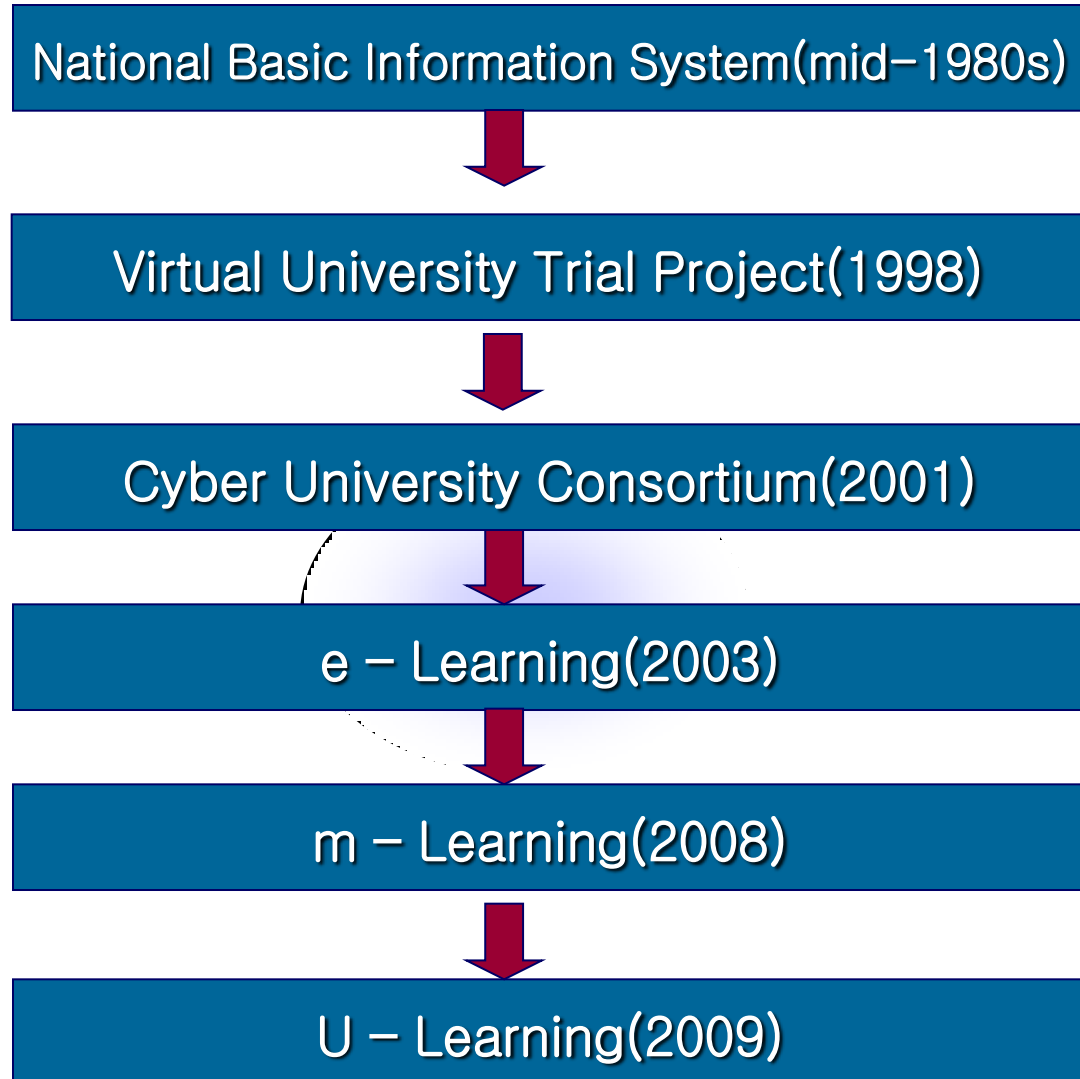 National Basic Information System(mid-1980s)
Virtual University Trial Project(1998)
Cyber University Consortium(2001)
e - Learning(2003)
m - Learning(2008)
U - Learning(2009)